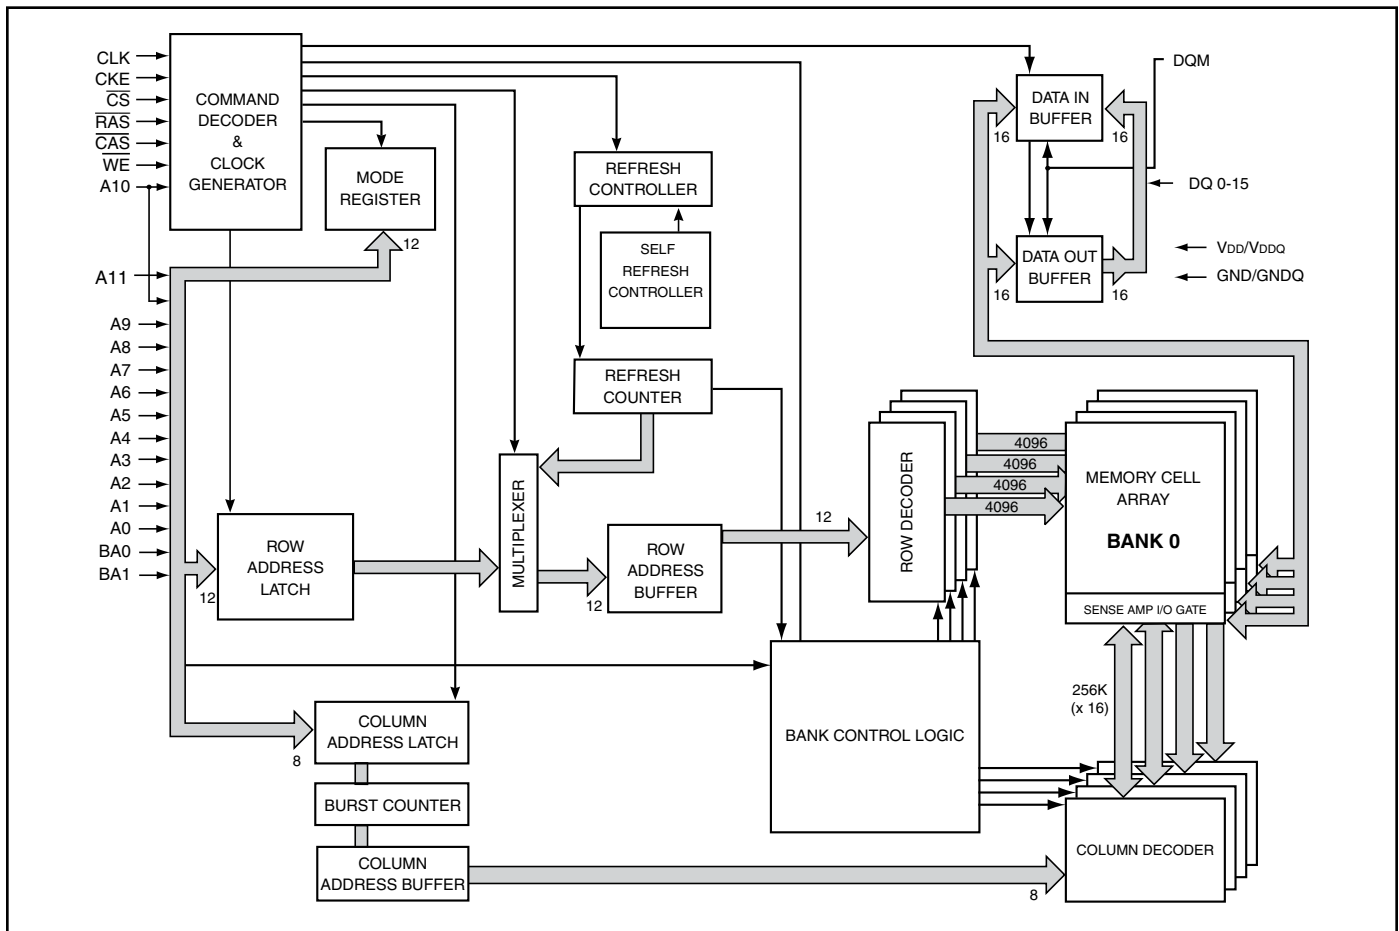 CLK
CKE
CS
RAS
CAS
WE
A10
A11
A9
A8
A7
A6
A5
A4
A3
A2
A1
A0
BA0
BA1
COMMAND
DECODER
&
CLOCK
GENERATOR
MODE
REGISTER
12
REFRESH
CONTROLLER
SELF
REFRESH
CONTROLLER
REFRESH
COUNTER
DATA IN
BUFFER
16
16
DQM
DQ 0-15
DATA OUT
BUFFER
16
16
VDD/VDDQ
GND/GNDQ
ROW
ADDRESS
LATCH
12
MULTIPLEXER
12
ROW
ADDRESS
BUFFER
12
ROW DECODER
4096
4096
4096
4096
MEMORY CELL
ARRAY
BANK 0
SENSE AMP I/O GATE
256K
(x 16)
BANK CONTROL LOGIC
COLUMN
ADDRESS LATCH
8
BURST COUNTER
COLUMN
ADDRESS BUFFER
8
COLUMN DECODER